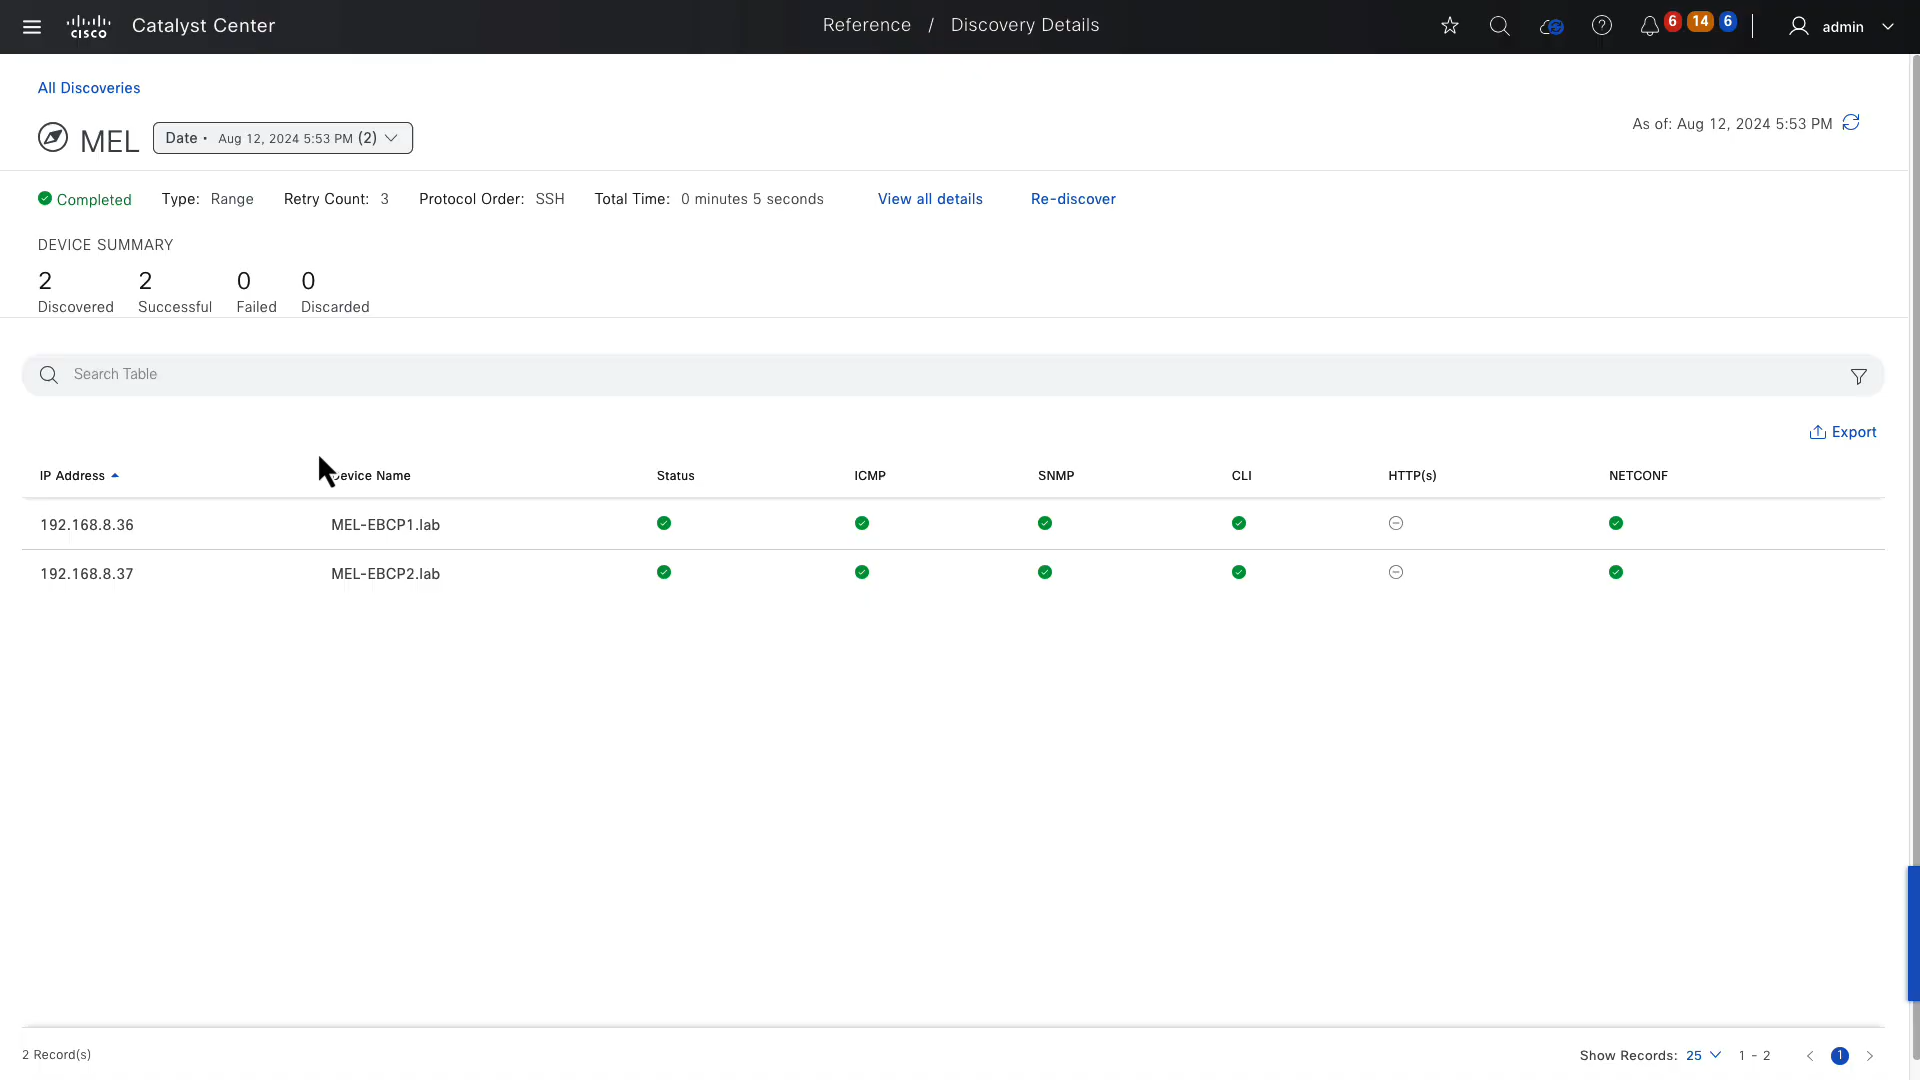 CISCO Catalyst Center Reference / Discovery Details 6 14 6 admin
All Discoveries
MEL Date · Aug 12, 2024 5:53 PM (2) As of: Aug 12, 2024 5:53 PM
Completed Type: Range Retry Count: 3 Protocol Order: SSH Total Time: 0 minutes 5 seconds View all details Re-discover
DEVICE SUMMARY
2 2 0 0
Discovered Successful Failed Discarded
Search Table
Export
IP Address Device Name Status ICMP SNMP CLI HTTP(s) NETCONF
192.168.8.36 MEL-EBCP1.lab
192.168.8.37 MEL-EBCP2.lab
2 Record(s) Show Records: 25 1 - 2 1